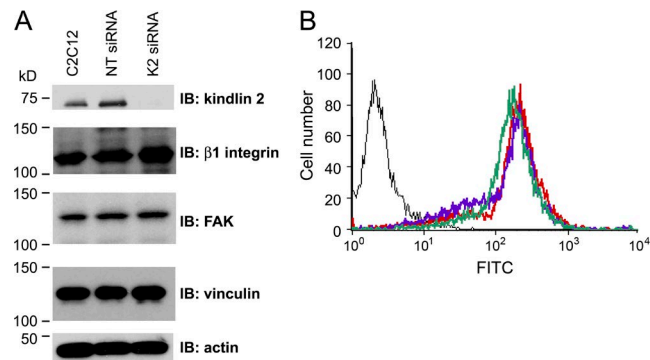 A
C2C12
NT siRNA
K2 siRNA
kD
75
IB: kindlin 2
150
100
IB: β1 integrin
150
100
IB: FAK
150
100
IB: vinculin
50
IB: actin
B
Cell number
120
100
80
60
40
20
0
10⁰
10¹
10²
10³
10⁴
FITC